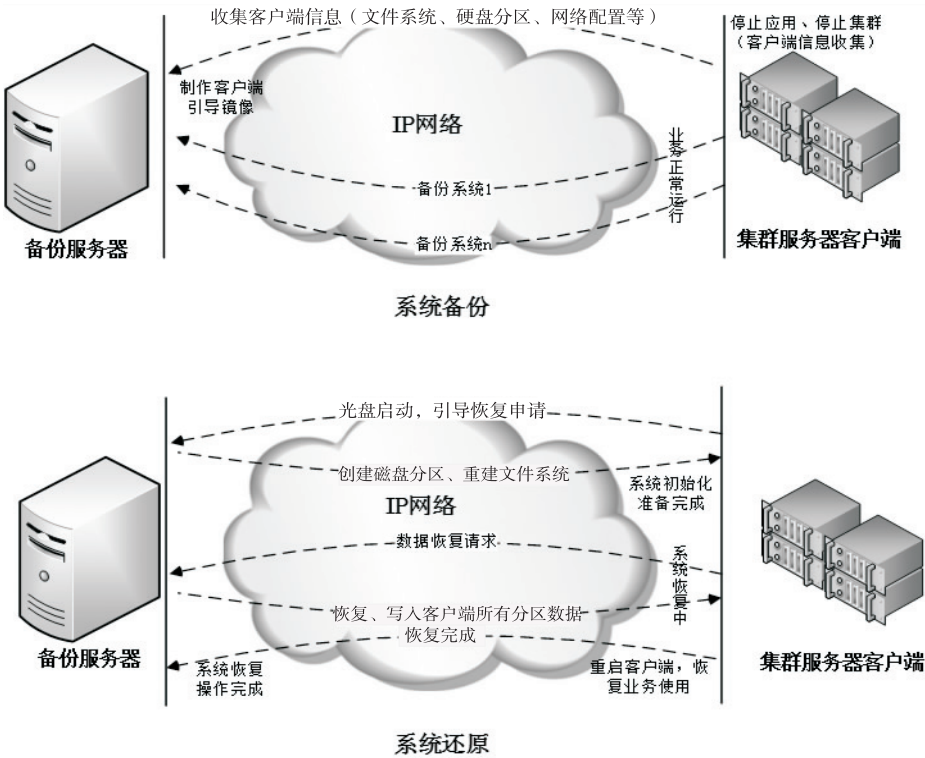 收集客户端信息（文件系统、硬盘分区、网络配置等）
停止应用、停止集群
（客户端信息收集）
制作客户端
引导镜像
IP网络
业务正常运行
备份系统1
备份系统n
备份服务器
集群服务器客户端
系统备份
光盘启动，引导恢复申请
创建磁盘分区、重建文件系统
系统初始化
准备完成
IP网络
数据恢复请求
系统恢复中
恢复、写入客户端所有分区数据
恢复完成
备份服务器
系统恢复
操作完成
重启客户端，恢
复业务使用
集群服务器客户端
系统还原